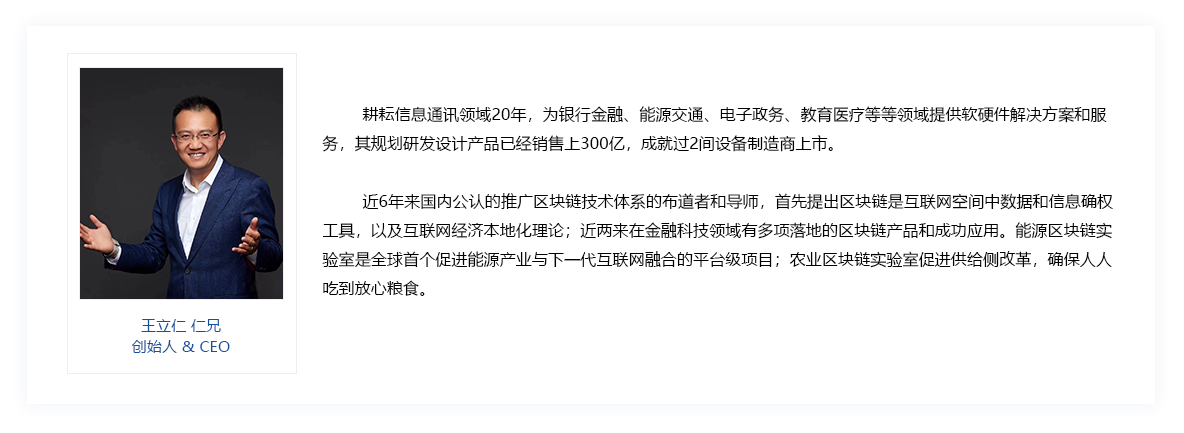 耕耘信息通讯领域20年，为银行金融、能源交通、电子政务、教育医疗等等领域提供软硬件解决方案和服
务，其规划研发设计产品已经销售上300亿，成就过2间设备制造商上市。
近6年来国内公认的推广区块链技术体系的布道者和导师，首先提出区块链是互联网空间中数据和信息确权
工具，以及互联网经济本地化理论；近两来在金融科技领域有多项落地的区块链产品和成功应用。能源区块链实
验室是全球首个促进能源产业与下一代互联网融合的平台级项目；农业区块链实验室促进供给侧改革，确保人人
吃到放心粮食。
王立仁 仁兄
创始人 & CEO